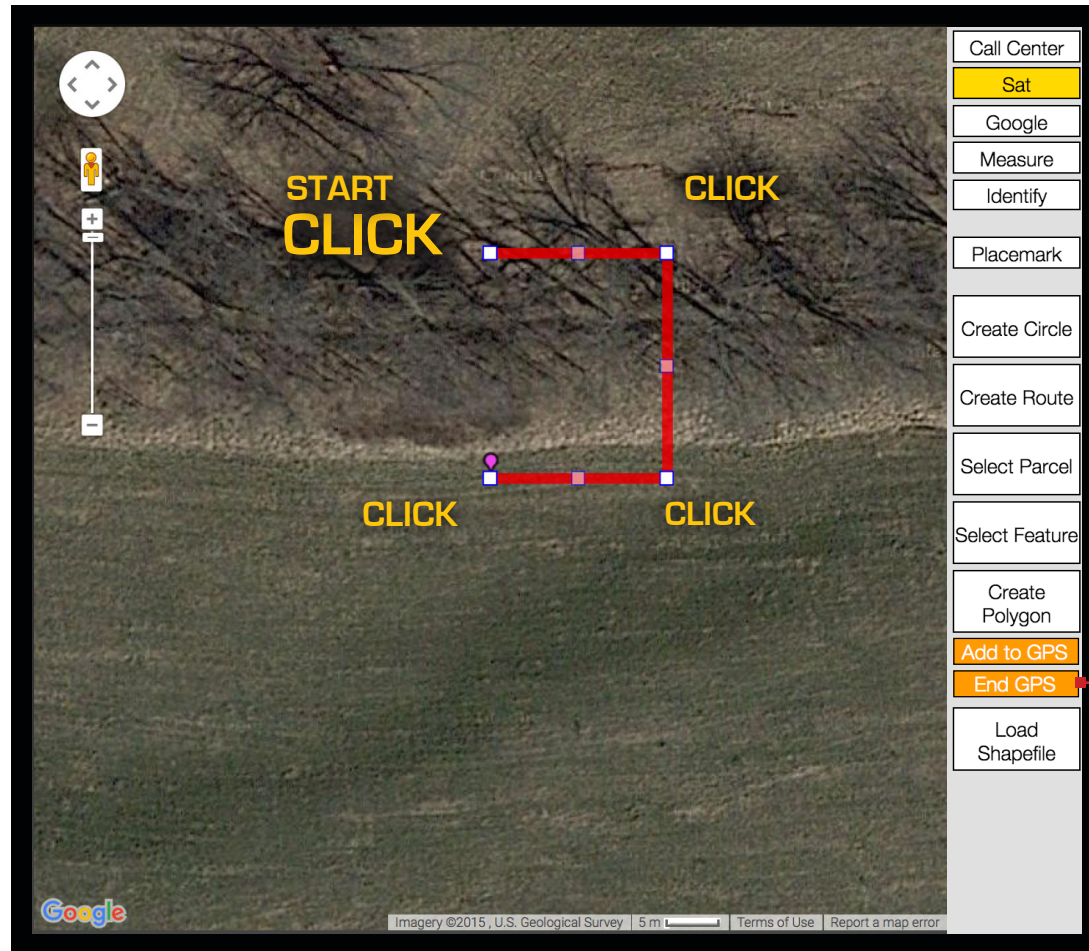 Call Center
Sat
Google
Measure
Identify
START
CLICK
CLICK
Placemark
Create Circle
Create Route
Select Parcel
CLICK
CLICK
Select Feature
Create
Polygon
Add to GPS
End GPS
Load
Shapefile
Google
Imagery ©2015 , U.S. Geological Survey
5 m
Terms of Use
Report a map error